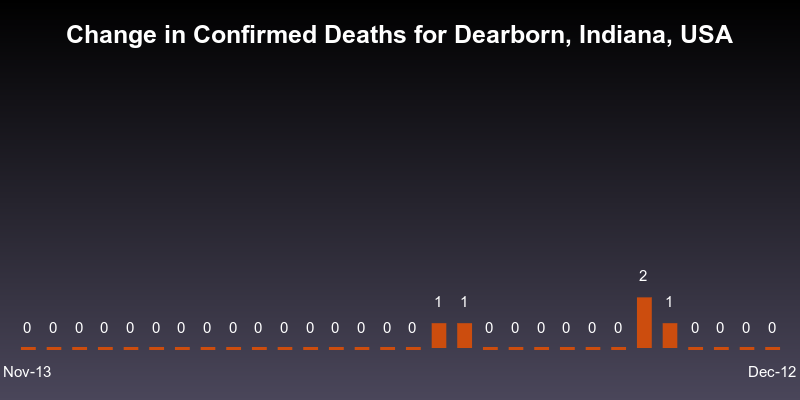 Change in Confirmed Deaths for Dearborn, Indiana, USA
2
1 1 1
0 0 0 0 0 0 0 0 0 0 0 0 0 0 0 0 0 0 0 0 0 0 0 0 0 0
Nov-13 Dec-12